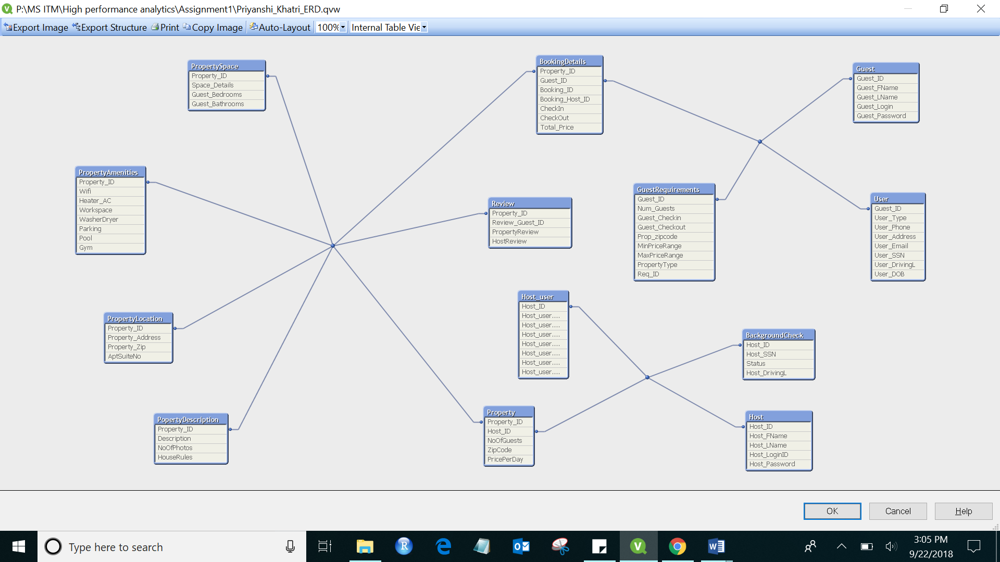 P:\MS ITM\High performance analytics\Assignment1\Priyanshi_Khatri_ERD.qvw
Export Image Export Structure Print Copy Image Auto-Layout 100% Internal Table Vie
PropertySpace
Property_ID
Space_Details
Guest_Bedrooms
Guest_Bathrooms
BookingDetails
Property_ID
Guest_ID
Booking_ID
Booking_Host_ID
CheckIn
CheckOut
Total_Price
Guest
Guest_ID
Guest_FName
Guest_LName
Guest_Login
Guest_Password
PropertyAmenities
Property_ID
Wifi
Heater_AC
Workspace
WasherDryer
Parking
Pool
Gym
Review
Property_ID
Review_Guest_ID
PropertyReview
HostReview
GuestRequirements
Guest_ID
Num_Guests
Guest_Checkin
Guest_Checkout
Prop_zipcode
MinPriceRange
MaxPriceRange
PropertyType
Req_ID
User
Guest_ID
User_Type
User_Phone
User_Address
User_Email
User_SSN
User_DrivingL
User_DOB
PropertyLocation
Property_ID
Property_Address
Property_Zip
AptSuiteNo
Host_user
Host_ID
Host_user....
Host_user....
Host_user....
Host_user....
Host_user....
Host_user....
Host_user....
BackgroundCheck
Host_ID
Host_SSN
Status
Host_DrivingL
PopertyDescription
Property_ID
Description
NoOfPhotos
HouseRules
Property
Property_ID
Host_ID
NoOfGuests
ZipCode
PricePerDay
Host
Host_ID
Host_FName
Host_LName
Host_LoginID
Host_Password
OK Cancel Help
Type here to search
3:05 PM
9/22/2018